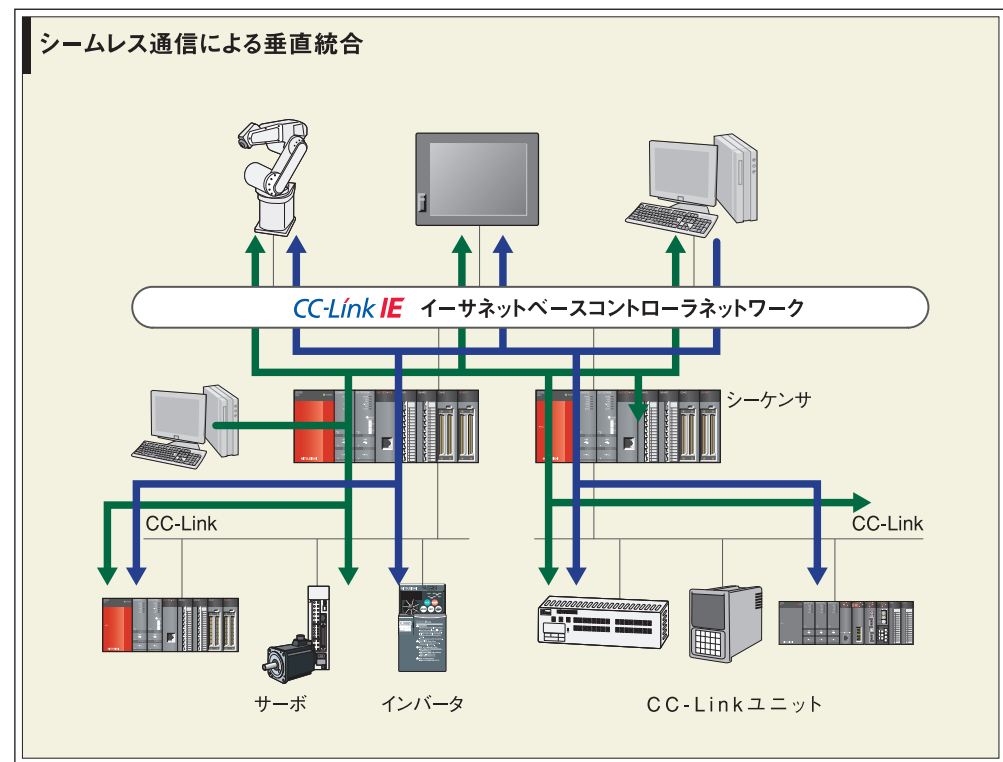 シームレス通信による垂直統合
CC-Link IE イーサネットベースコントローラネットワーク
シーケンサ
CC-Link
CC-Link
サーボ
インバータ
CC-Linkユニット